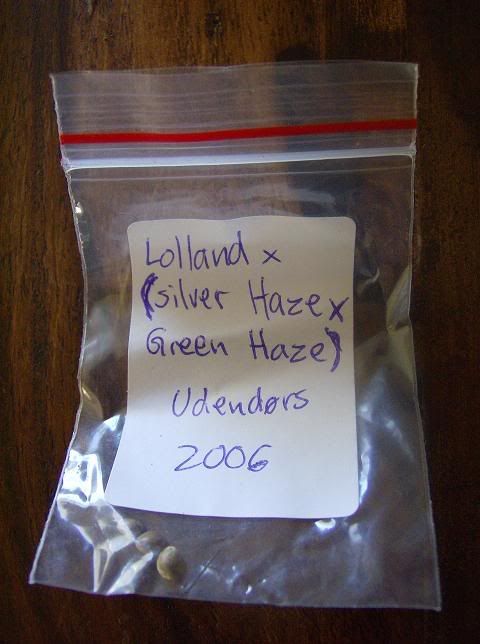 Lolland x
(silver Haze x
Green Haze)
Udendørs
2006